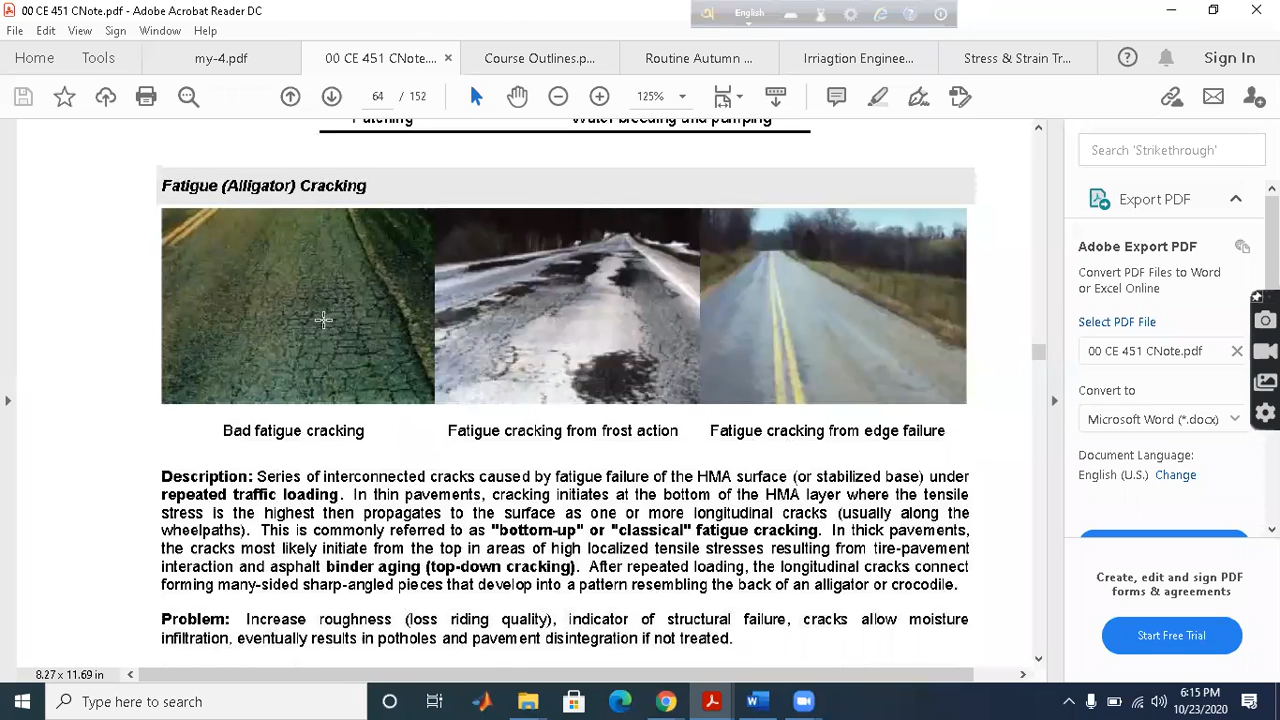 00 CE 451 CNote.pdf - Adobe Acrobat Reader DC
English
File Edit View Sign Window Help
Home Tools my-4.pdf 00 CE 451 CNote.... Course Outlines.p... Routine Autumn ... Irriagtion Enginee... Stress & Strain Tr... Sign In
64 / 152 125%
Patching Water breeding and pumping
Search 'Strikethrough'
Fatigue (Alligator) Cracking
Export PDF
Adobe Export PDF
Convert PDF Files to Word
or Excel Online
Select PDF File
00 CE 451 CNote.pdf
Convert to
Microsoft Word (*.docx)
Document Language:
English (U.S.) Change
Bad fatigue cracking Fatigue cracking from frost action Fatigue cracking from edge failure
Description: Series of interconnected cracks caused by fatigue failure of the HMA surface (or stabilized base) under
repeated traffic loading. In thin pavements, cracking initiates at the bottom of the HMA layer where the tensile
stress is the highest then propagates to the surface as one or more longitudinal cracks (usually along the
wheelpaths). This is commonly referred to as "bottom-up" or "classical" fatigue cracking. In thick pavements,
the cracks most likely initiate from the top in areas of high localized tensile stresses resulting from tire-pavement
interaction and asphalt binder aging (top-down cracking). After repeated loading, the longitudinal cracks connect
forming many-sided sharp-angled pieces that develop into a pattern resembling the back of an alligator or crocodile.
Problem: Increase roughness (loss riding quality), indicator of structural failure, cracks allow moisture
infiltration, eventually results in potholes and pavement disintegration if not treated.
Create, edit and sign PDF
forms & agreements
Start Free Trial
8.27 x 11.69 in
Type here to search
6:15 PM
10/23/2020